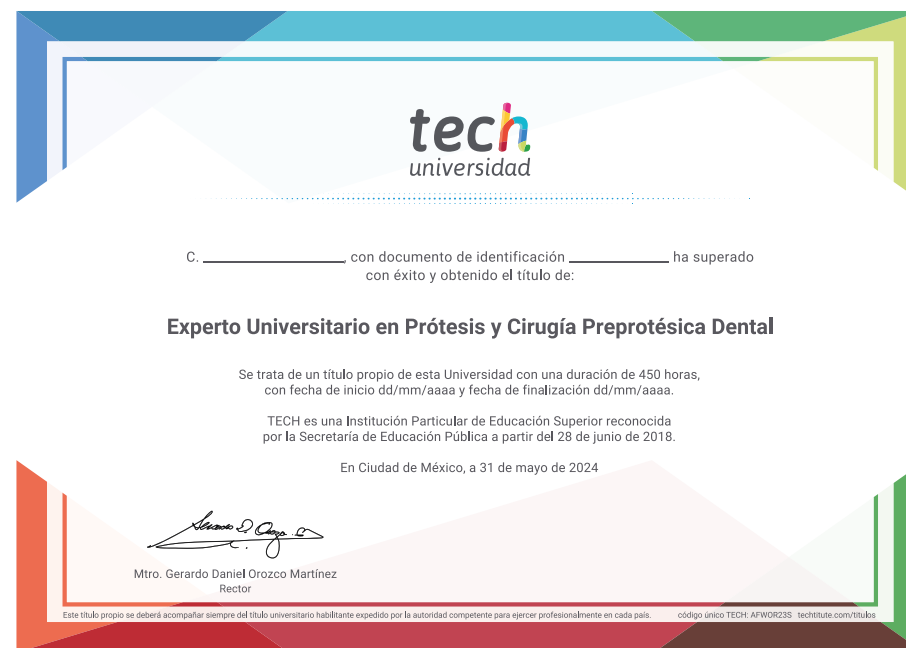 tech
universidad
C. ____________, con documento de identificación ____________ ha superado
con éxito y obtenido el título de:
Experto Universitario en Prótesis y Cirugía Preprotésica Dental
Se trata de un título propio de esta Universidad con una duración de 450 horas,
con fecha de inicio dd/mm/aaaa y fecha de finalización dd/mm/aaaa.
TECH es una Institución Particular de Educación Superior reconocida
por la Secretaría de Educación Pública a partir del 28 de junio de 2018.
En Ciudad de México, a 31 de mayo de 2024
Mtro. Gerardo Daniel Orozco Martínez
Rector
Este título propio se deberá acompañar siempre del título universitario habilitante expedido por la autoridad competente para ejercer profesionalmente en cada país. código único TECH: AFWOR23S techtitute.com/titulos